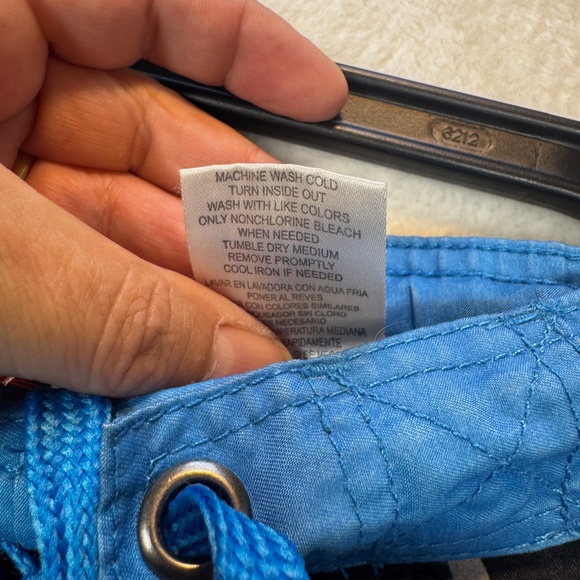 8212
MACHINE WASH COLD
TURN INSIDE OUT
WASH WITH LIKE COLORS
ONLY NONCHLORINE BLEACH
WHEN NEEDED
TUMBLE DRY MEDIUM
REMOVE PROMPTLY
COOL IRON IF NEEDED
LAVAR EN LAVADORA CON AGUA FRIA
PONER AL REVES
CON COLORES SIMILARES
SIN CLORO
NECESARIO
MEDIANA